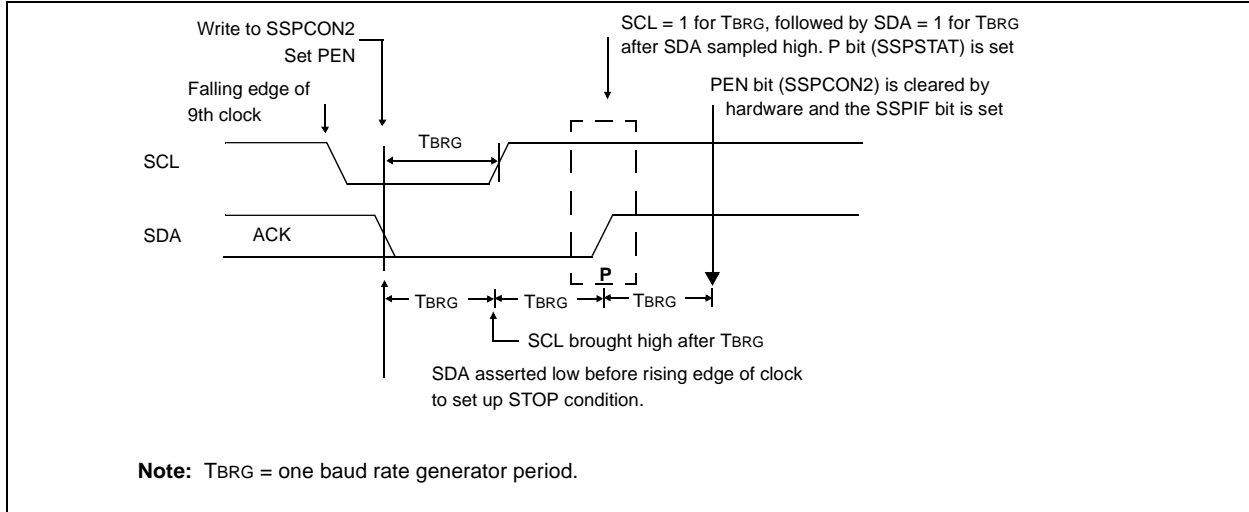 Write to SSPCON2
Set PEN
SCL = 1 for TBRG, followed by SDA = 1 for TBRG
after SDA sampled high. P bit (SSPSTAT) is set
Falling edge of
9th clock
PEN bit (SSPCON2) is cleared by
hardware and the SSPIF bit is set
TBRG
SCL
SDA
ACK
P
TBRG
TBRG
TBRG
SCL brought high after TBRG
SDA asserted low before rising edge of clock
to set up STOP condition.
Note: TBRG = one baud rate generator period.